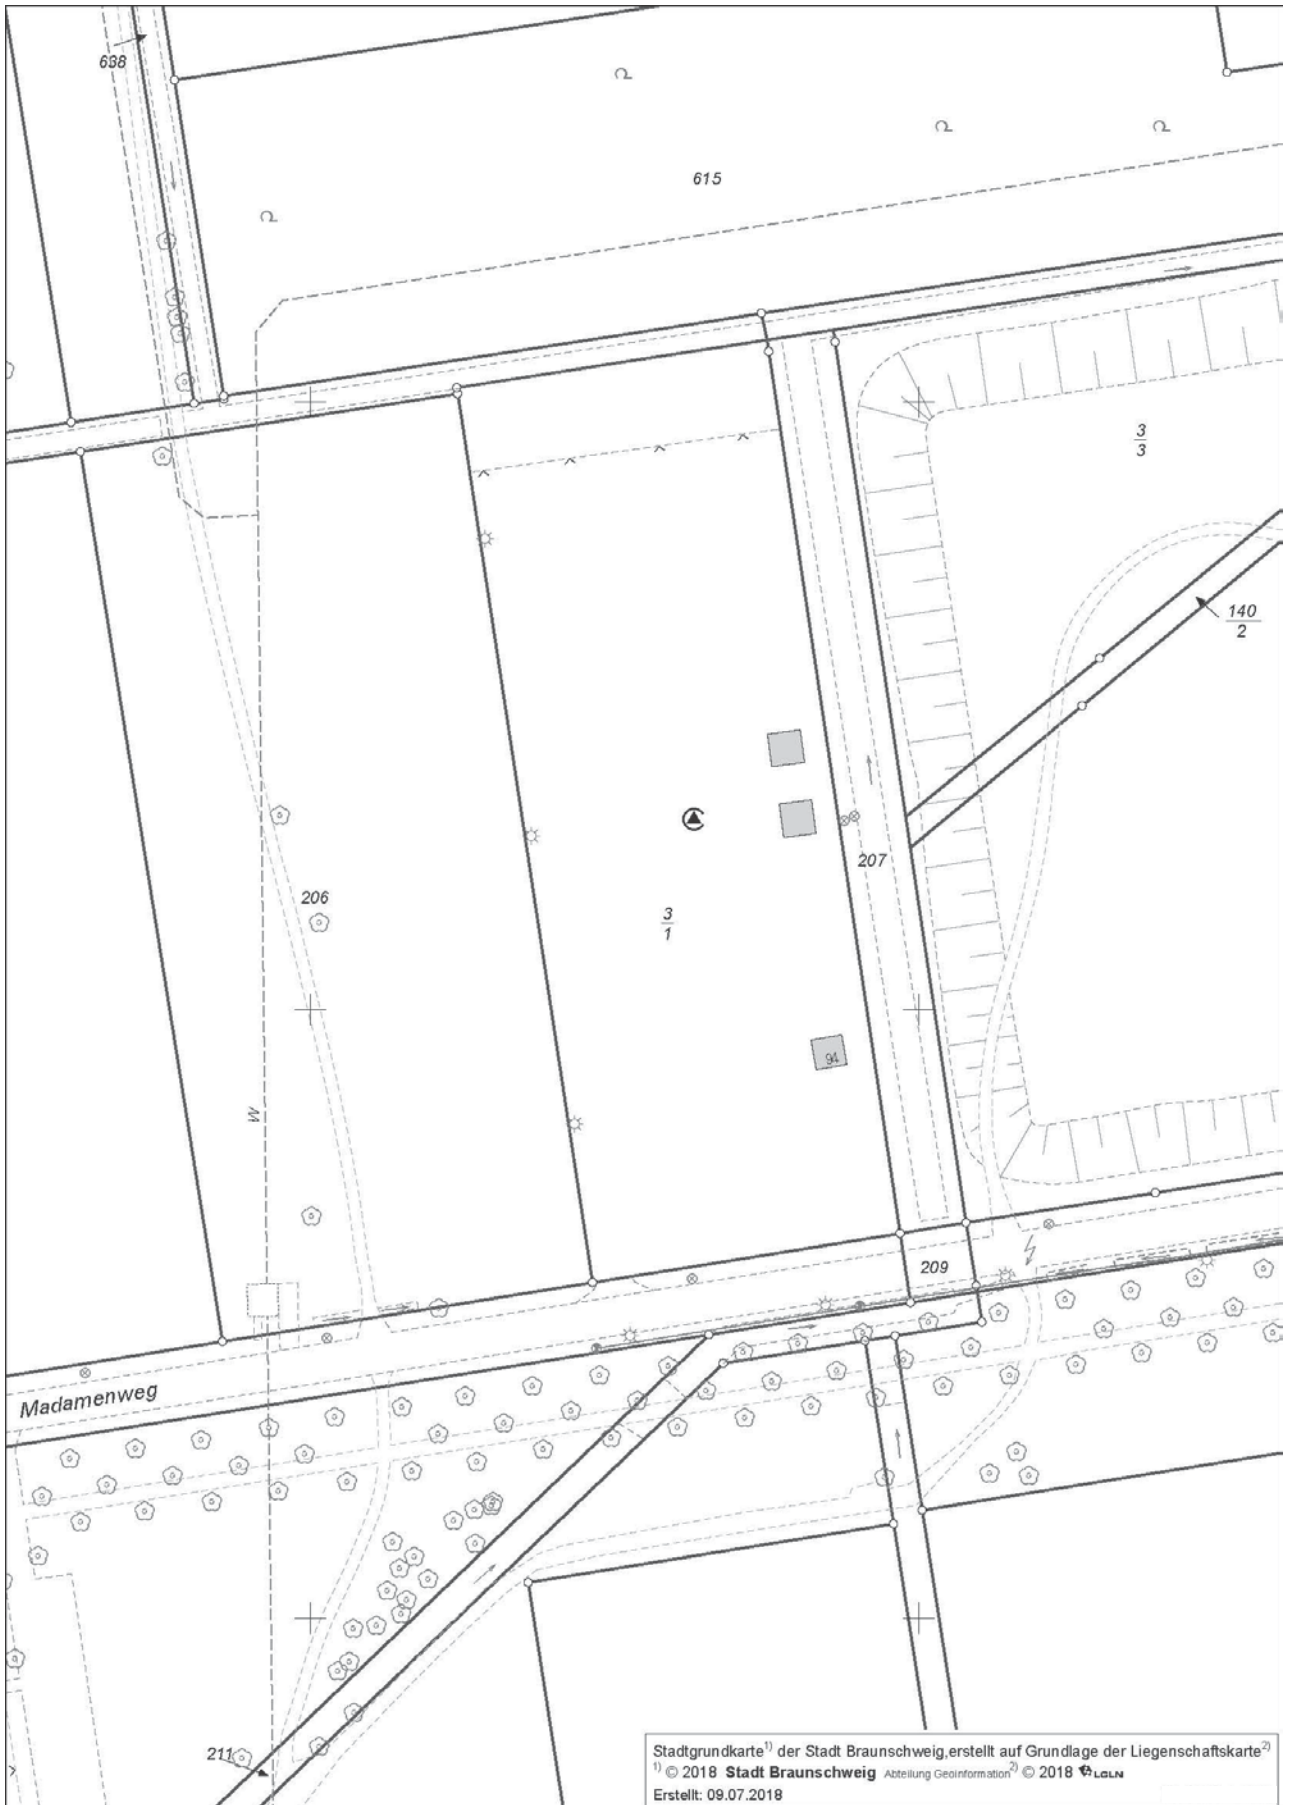 638
615
3
3
140
2
207
206
3
1
94
W
209
Madamenweg
211
Stadtgrundkarte1) der Stadt Braunschweig,erstellt auf Grundlage der Liegenschaftskarte2)
1) © 2018 Stadt Braunschweig Abteilung Geoinformation2) © 2018 LGLN
Erstellt: 09.07.2018